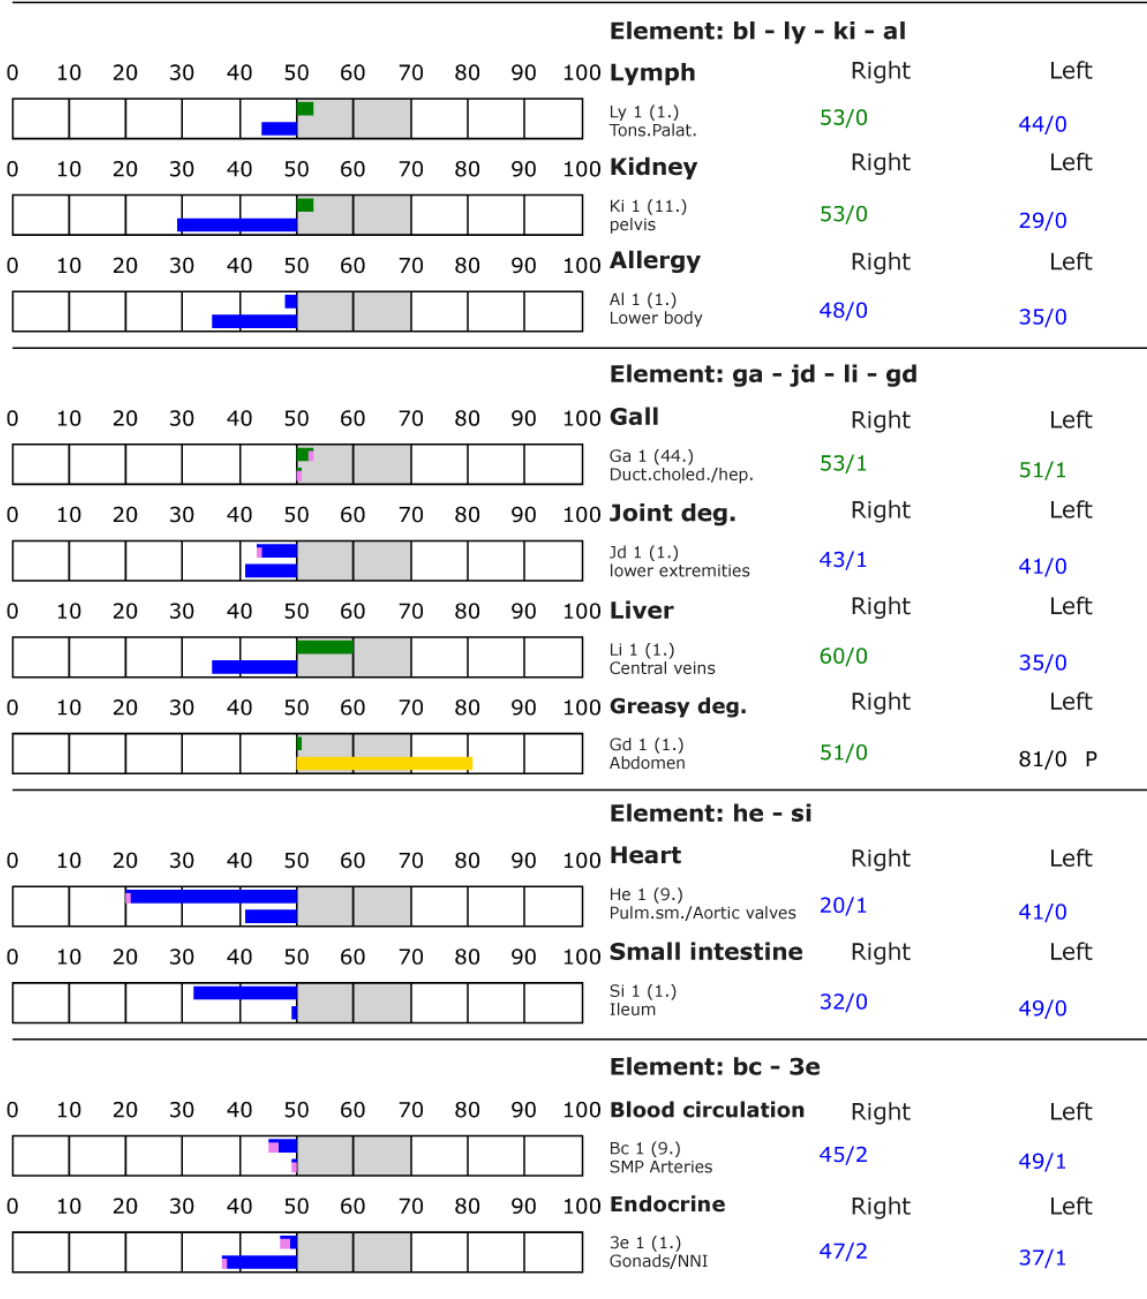 Element: bl - ly - ki - al
0 10 20 30 40 50 60 70 80 90 100 Lymph Right Left
Ly 1 (1.) 53/0 44/0
Tons.Palat.
0 10 20 30 40 50 60 70 80 90 100 Kidney Right Left
Ki 1 (11.) 53/0 29/0
pelvis
0 10 20 30 40 50 60 70 80 90 100 Allergy Right Left
Al 1 (1.) 48/0 35/0
Lower body
Element: ga - jd - li - gd
0 10 20 30 40 50 60 70 80 90 100 Gall Right Left
Ga 1 (44.) 53/1 51/1
Duct.choled./hep.
0 10 20 30 40 50 60 70 80 90 100 Joint deg. Right Left
Jd 1 (1.) 43/1 41/0
lower extremities
0 10 20 30 40 50 60 70 80 90 100 Liver Right Left
Li 1 (1.) 60/0 35/0
Central veins
0 10 20 30 40 50 60 70 80 90 100 Greasy deg. Right Left
Gd 1 (1.) 51/0 81/0 P
Abdomen
Element: he - si
0 10 20 30 40 50 60 70 80 90 100 Heart Right Left
He 1 (9.) 20/1 41/0
Pulm.sm./Aortic valves
0 10 20 30 40 50 60 70 80 90 100 Small intestine Right Left
Si 1 (1.) 32/0 49/0
Ileum
Element: bc - 3e
0 10 20 30 40 50 60 70 80 90 100 Blood circulation Right Left
Bc 1 (9.) 45/2 49/1
SMP Arteries
0 10 20 30 40 50 60 70 80 90 100 Endocrine Right Left
3e 1 (1.) 47/2 37/1
Gonads/NNI